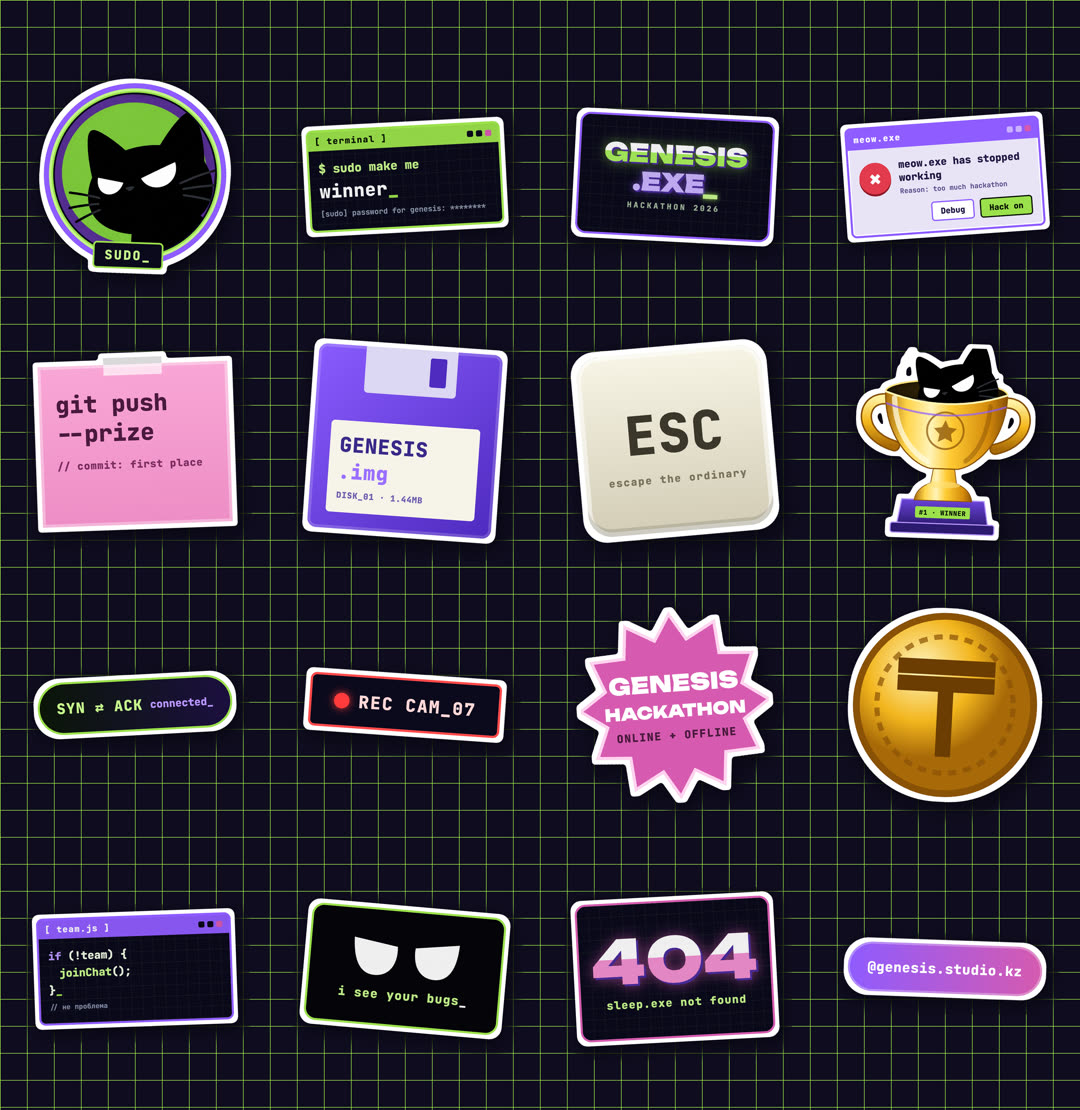 SUDO_
[ terminal ]
$ sudo make me
winner_
[sudo] password for genesis: ********
GENESIS
.EXE_
HACKATHON 2026
meow.exe
meow.exe has stopped
working
Reason: too much hackathon
Debug
Hack on
git push
--prize
// commit: first place
GENESIS
.img
DISK_01 · 1.44MB
ESC
escape the ordinary
#1 · WINNER
SYN ⇄ ACK connected_
REC CAM_07
GENESIS
HACKATHON
ONLINE + OFFLINE
[ team.js ]
if (!team) {
joinChat();
}_
// не проблема
i see your bugs_
404
sleep.exe not found
@genesis.studio.kz